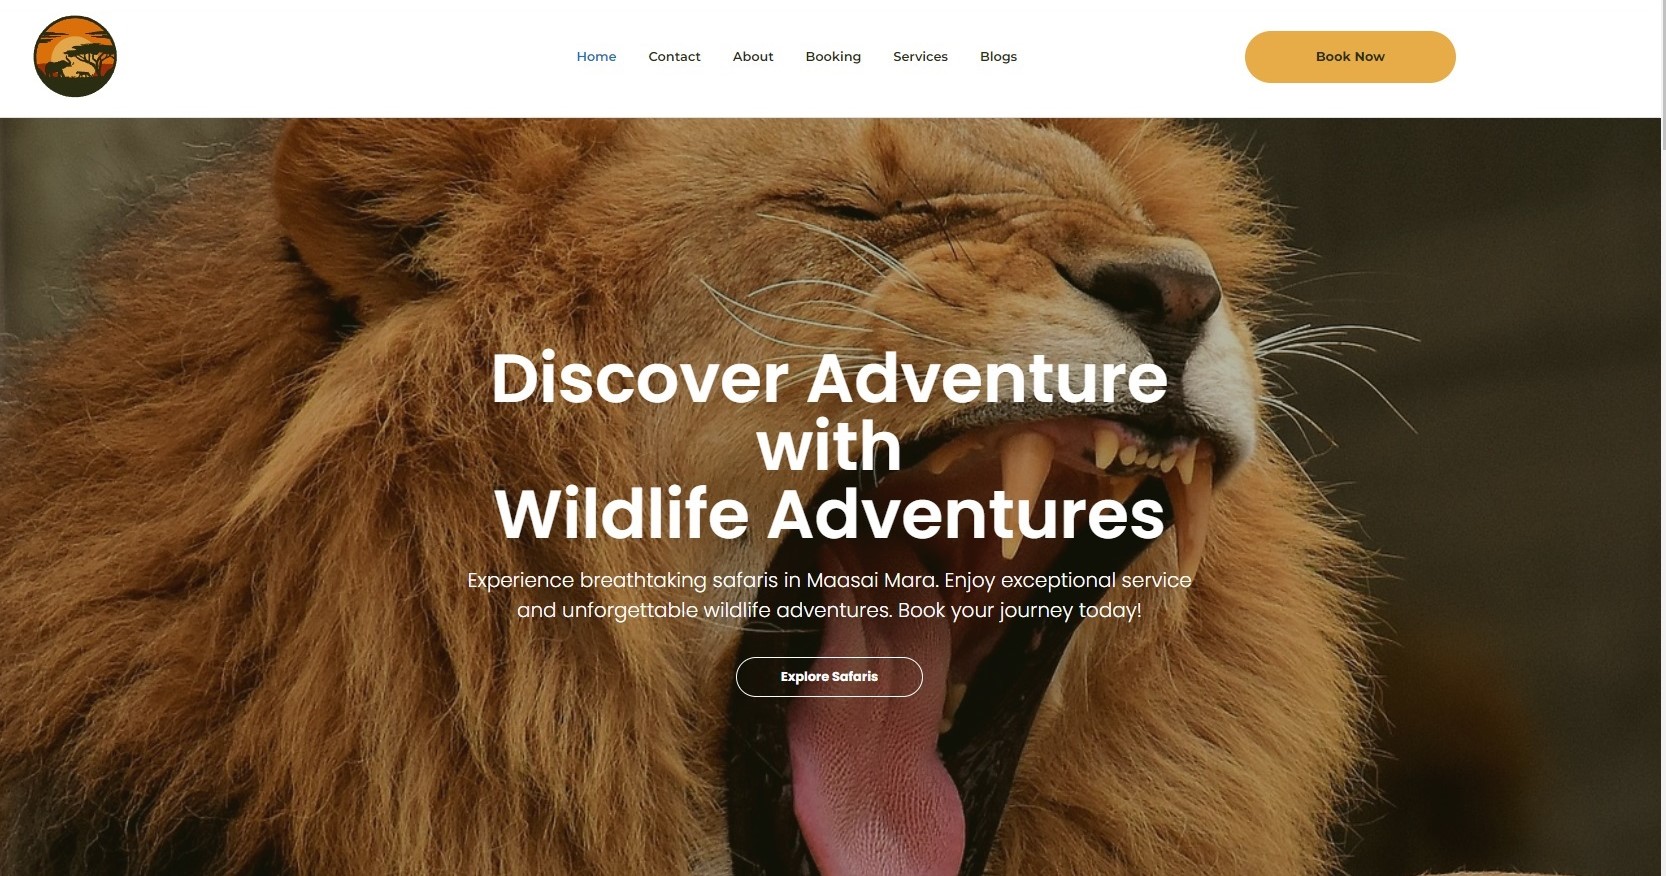 Home Contact About Booking Services Blogs Book Now
Discover Adventure
with
Wildlife Adventures
Experience breathtaking safaris in Maasai Mara. Enjoy exceptional service
and unforgettable wildlife adventures. Book your journey today!
Explore Safaris